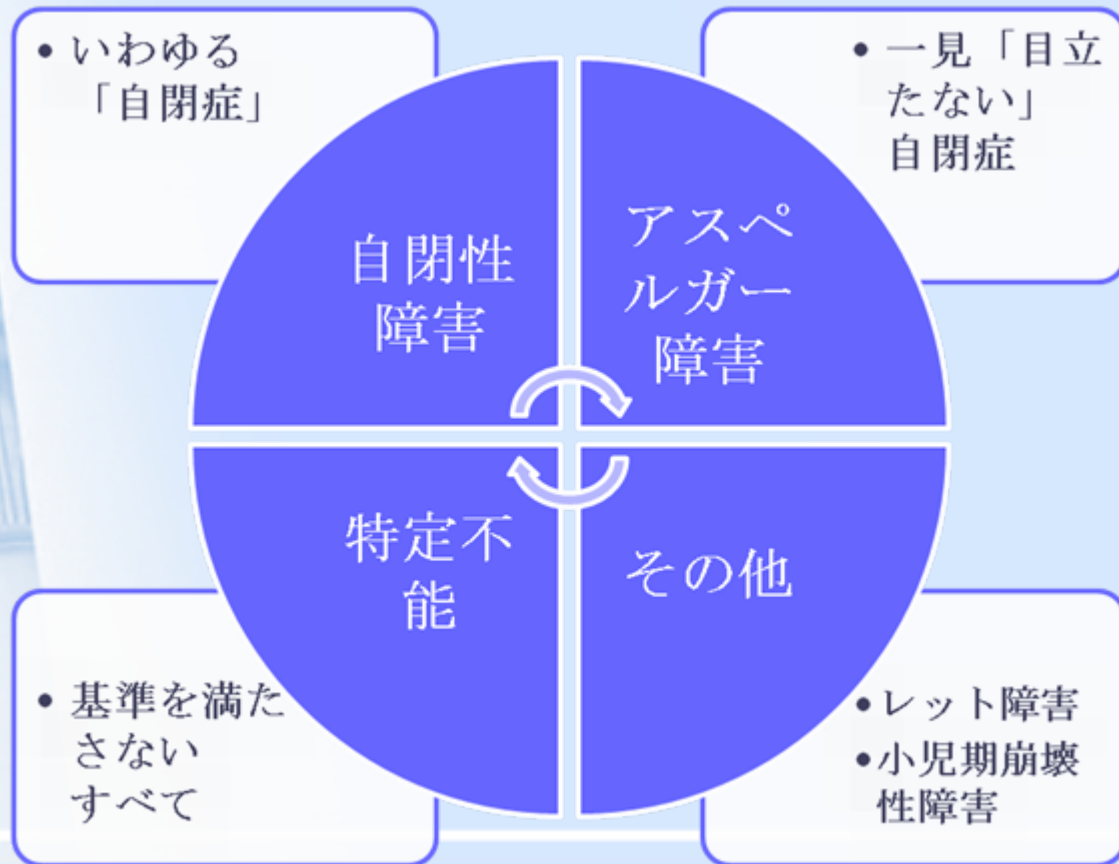 • いわゆる
「自閉症」
• 一見「目立
たない」
自閉症
自閉性
障害
アスペ
ルガー
障害
特定不
能
その他
• 基準を満た
さない
すべて
• レット障害
• 小児期崩壊
性障害